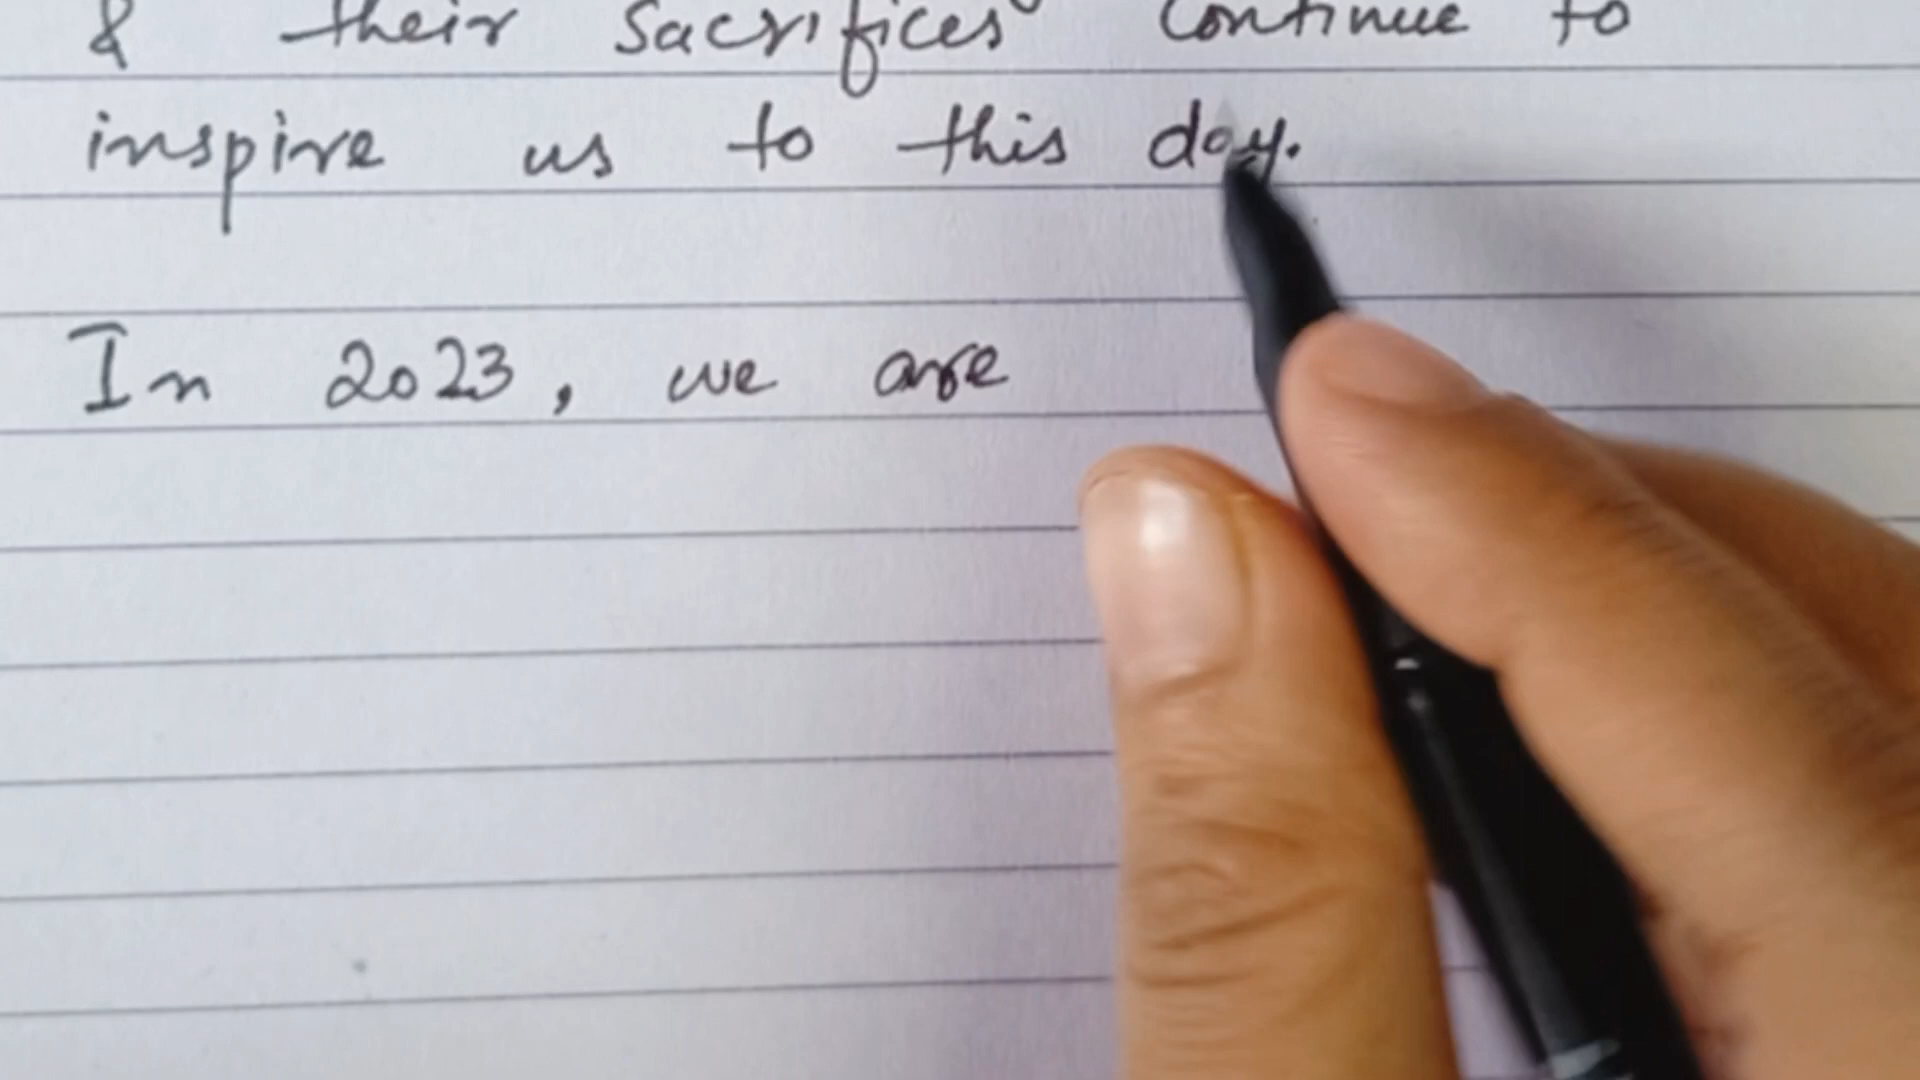 & their sacrifices continue to
inspire us to this day.
In 2023, we are